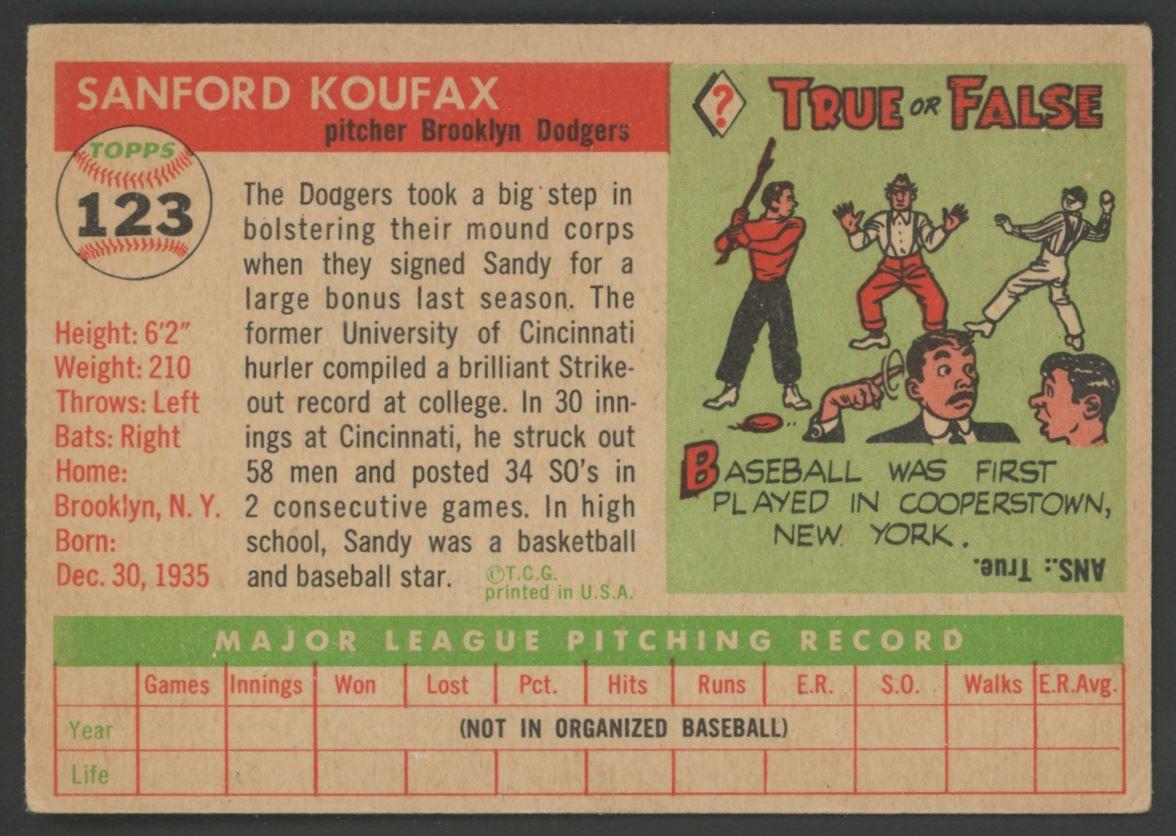 SANFORD KOUFAX
pitcher Brooklyn Dodgers
TOPPS
123
Height: 6'2"
Weight: 210
Throws: Left
Bats: Right
Home:
Brooklyn, N. Y.
Born:
Dec. 30, 1935
The Dodgers took a big step in
bolstering their mound corps
when they signed Sandy for a
large bonus last season. The
former University of Cincinnati
hurler compiled a brilliant Strike-
out record at college. In 30 inn-
ings at Cincinnati, he struck out
58 men and posted 34 SO's in
2 consecutive games. In high
school, Sandy was a basketball
and baseball star.
©T.C.G.
printed in U.S.A.
?
TRUE OR FALSE
BASEBALL WAS FIRST
PLAYED IN COOPERSTOWN,
NEW YORK.
ANS.: True.
MAJOR LEAGUE PITCHING RECORD
Games Innings Won Lost Pct. Hits Runs E.R. S.O. Walks E.R.Avg.
Year (NOT IN ORGANIZED BASEBALL)
Life